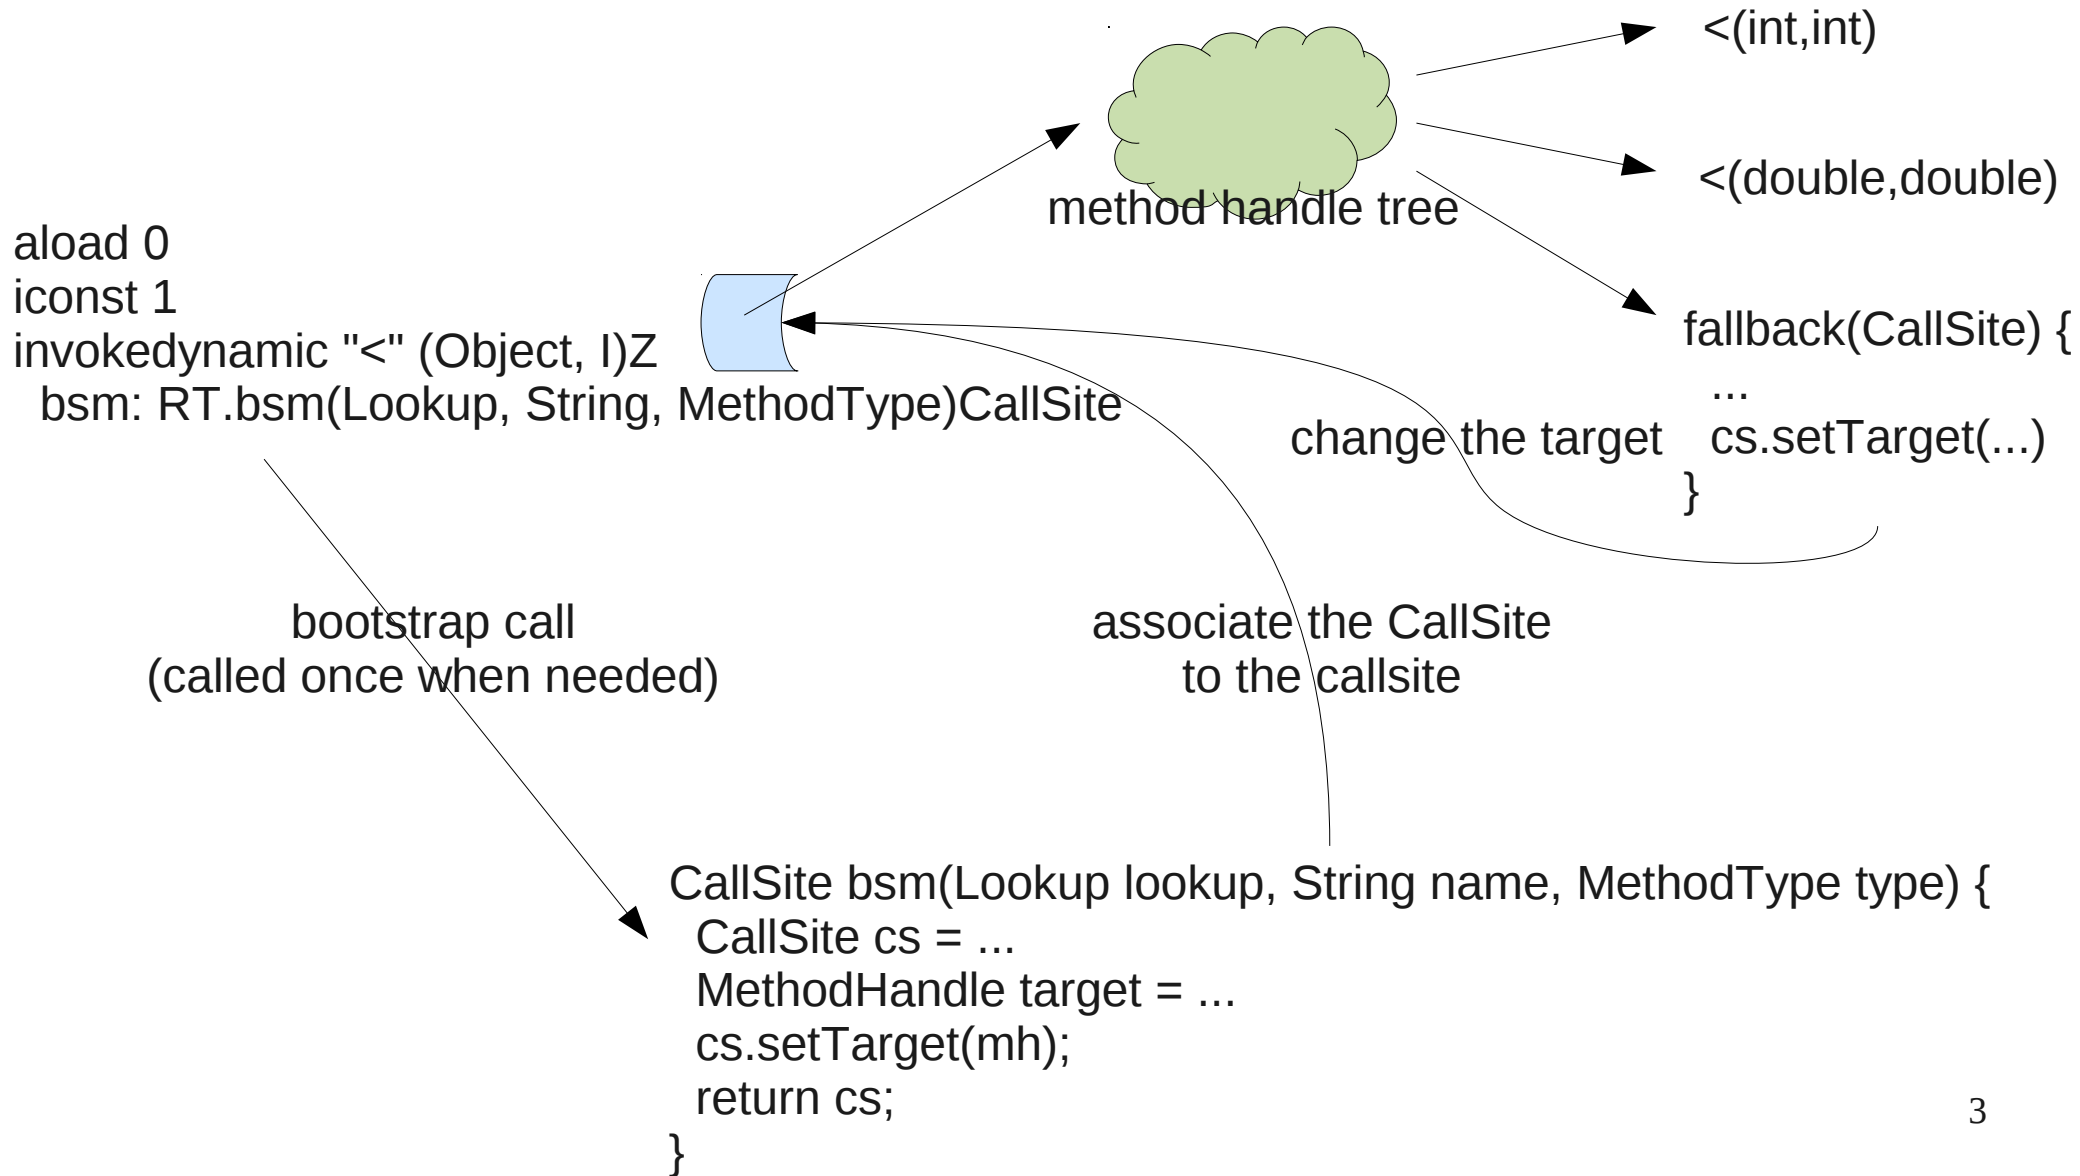 <(int,int)
<(double,double)
method handle tree
aload 0
iconst 1
invokedynamic "<" (Object, I)Z
bsm: RT.bsm(Lookup, String, MethodType)CallSite
fallback(CallSite) {
...
cs.setTarget(...)
}
change the target
bootstrap call
(called once when needed)
associate the CallSite
to the callsite
CallSite bsm(Lookup lookup, String name, MethodType type) {
CallSite cs = ...
MethodHandle target = ...
cs.setTarget(mh);
return cs;
}
3